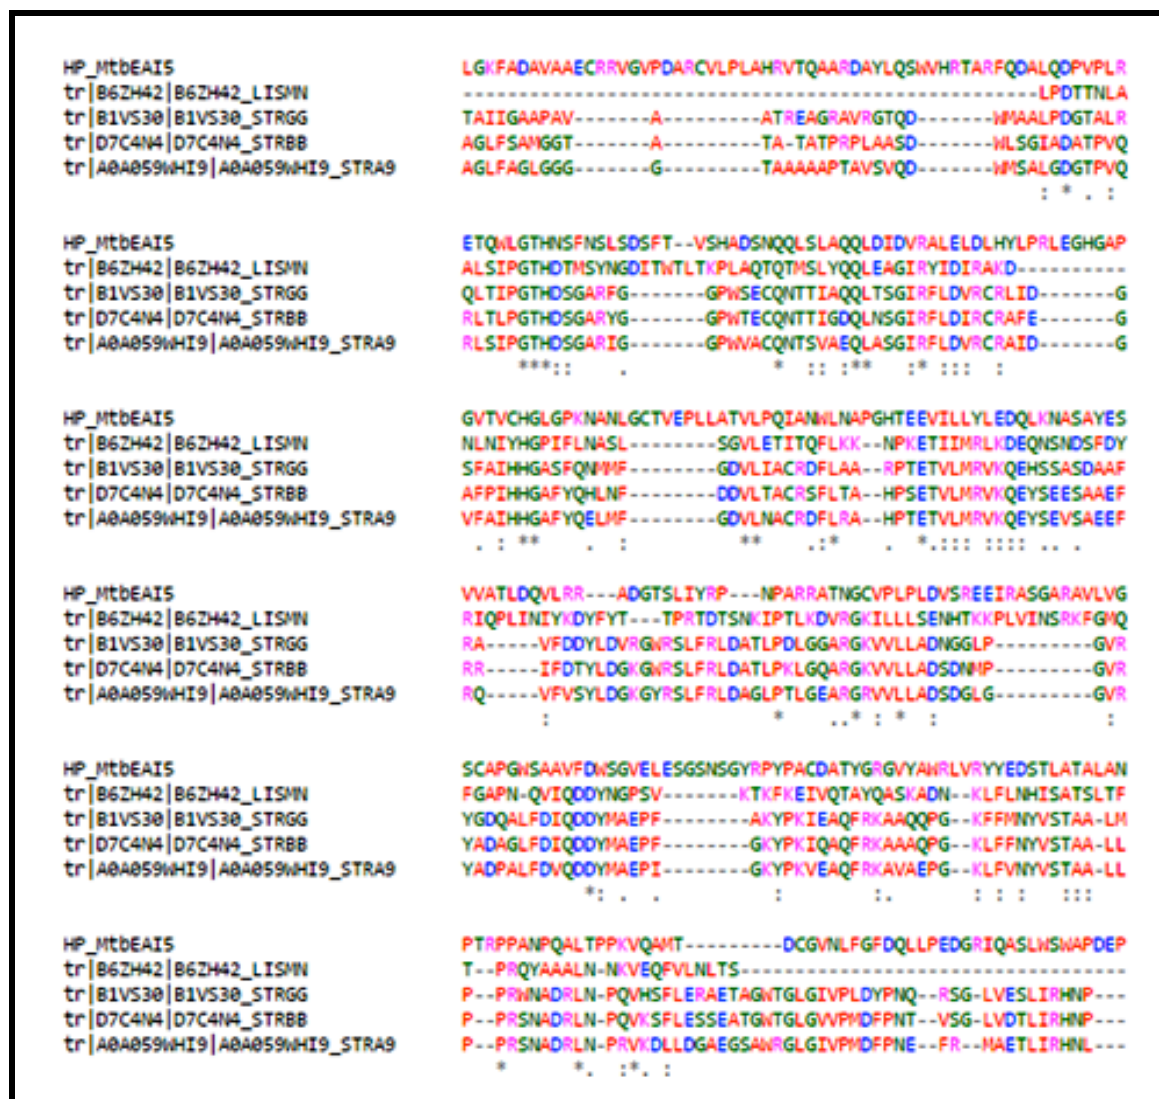 HP_MtbEAI5 LGKFADAVAAECRRVGVPDARCVLPLAHRVTQAARDAYLQSWVHRTARFQDALQDPVPLR
tr|B6ZH42|B6ZH42_LISMN ----------------------------------------------------LPDTTNLA
tr|B1VS30|B1VS30_STRGG TAIIGAAPAV-------A---------ATREAGRAVRGTQD-------WMAALPDGTALR
tr|D7C4N4|D7C4N4_STRBB AGLFSAMGGT-------A---------TA-TATPRPLAASD-------WLSGIADATPVQ
tr|A0A059WHI9|A0A059WHI9_STRA9 AGLFAGLGGG-------G---------TAAAAAPTAVSVQD-------WMSALGDGTPVQ
: * . :
HP_MtbEAI5 ETQWLGTHNSFNSLSDSFT--VSHADSNQQLSLAQQLDIDVRALELDLHYLPRLEGHGAP
tr|B6ZH42|B6ZH42_LISMN ALSIPGTHDTMSYNGDITWTLTKPLAQTQTMSLYQQLEAGIRYIDIRAKD----------
tr|B1VS30|B1VS30_STRGG QLTIPGTHDSGARFG-------GPWSECQNTTIAQQLTSGIRFLDVRCRLID-------G
tr|D7C4N4|D7C4N4_STRBB RLTLPGTHDSGARYG-------GPWTECQNTTIGDQLNSGIRFLDIRCRAFE-------G
tr|A0A059WHI9|A0A059WHI9_STRA9 RLSIPGTHDSGARIG-------GPWVACQNTSVAEQLASGIRFLDVRCRAID-------G
***:: . * :: :** :* ::: :
HP_MtbEAI5 GVTVCHGLGPKNANLGCTVEPLLATVLPQIANWLNAPGHTEEVILLYLEDQLKNASAYES
tr|B6ZH42|B6ZH42_LISMN NLNIYHGPIFLNASL--------SGVLETITQFLKK--NPKETIIMRLKDEQNSNDSFDY
tr|B1VS30|B1VS30_STRGG SFAIHHGASFQNMMF--------GDVLIACRDFLAA--RPTETVLMRVKQEHSSASDAAF
tr|D7C4N4|D7C4N4_STRBB AFPIHHGAFYQHLNF--------DDVLTACRSFLTA--HPSETVLMRVKQEYSEESAAEF
tr|A0A059WHI9|A0A059WHI9_STRA9 VFAIHHGAFYQELMF--------GDVLNACRDFLRA--HPTETVLMRVKQEYSEVSAEEF
. : ** . : ** .:* . *.::: :::: .. .
HP_MtbEAI5 VVATLDQVLRR---ADGTSLIYRP---NPARRATNGCVPLPLDVSREEIRASGARAVLVG
tr|B6ZH42|B6ZH42_LISMN RIQPLINIYKDYFYT---TPRTDTSNKIPTLKDVRGKILLLSENHTKKPLVINSRKFGMQ
tr|B1VS30|B1VS30_STRGG RA-----VFDDYLDVRGWRSLFRLDATLPDLGGARGKVVLLADNGGLP---------GVR
tr|D7C4N4|D7C4N4_STRBB RR-----IFDTYLDGKGWRSLFRLDATLPKLGQARGKVVLLADSDNMP---------GVR
tr|A0A059WHI9|A0A059WHI9_STRA9 RQ-----VFVSYLDGKGYRSLFRLDAGLPTLGEARGRVVLLADSDGLG---------GVR
: * ..* : * : :
HP_MtbEAI5 SCAPGWSAAVFDWSGVELESGSNSGYRPYPACDATYGRGVYAWRLVRYYEDSTLATALAN
tr|B6ZH42|B6ZH42_LISMN FGAPN-QVIQDDYNGPSV-------KTKFKEIVQTAYQASKADN--KLFLNHISATSLTF
tr|B1VS30|B1VS30_STRGG YGDQALFDIQDDYMAEPF--------AKYPKIEAQFRKAAQQPG--KFFMNYVSTAA-LM
tr|D7C4N4|D7C4N4_STRBB YADAGLFDIQDDYMAEPF--------GKYPKIQAQFRKAAAQPG--KLFFNYVSTAA-LL
tr|A0A059WHI9|A0A059WHI9_STRA9 YADPALFDVQDDYMAEPI--------GKYPKVEAQFRKAVAEPG--KLFVNYVSTAA-LL
*: . . : :. : : : :::
HP_MtbEAI5 PTRPPANPQALTPPKVQAMT---------DCGVNLFGFDQLLPEDGRIQASLWSWAPDEP
tr|B6ZH42|B6ZH42_LISMN T--PRQYAAALN-NKVEQFVLNLTS-----------------------------------
tr|B1VS30|B1VS30_STRGG P--PRWNADRLN-PQVHSFLERAETAGWTGLGIVPLDYPNQ--RSG-LVESLIRHNP---
tr|D7C4N4|D7C4N4_STRBB P--PRSNADRLN-PQVKSFLESSEATGWTGLGVVPMDFPNT--VSG-LVDTLIRHNP---
tr|A0A059WHI9|A0A059WHI9_STRA9 P--PRSNADRLN-PRVKDLLDGAEGSAWRGLGIVPMDFPNE--FR--MAETLIRHNL---
* *. :*. :